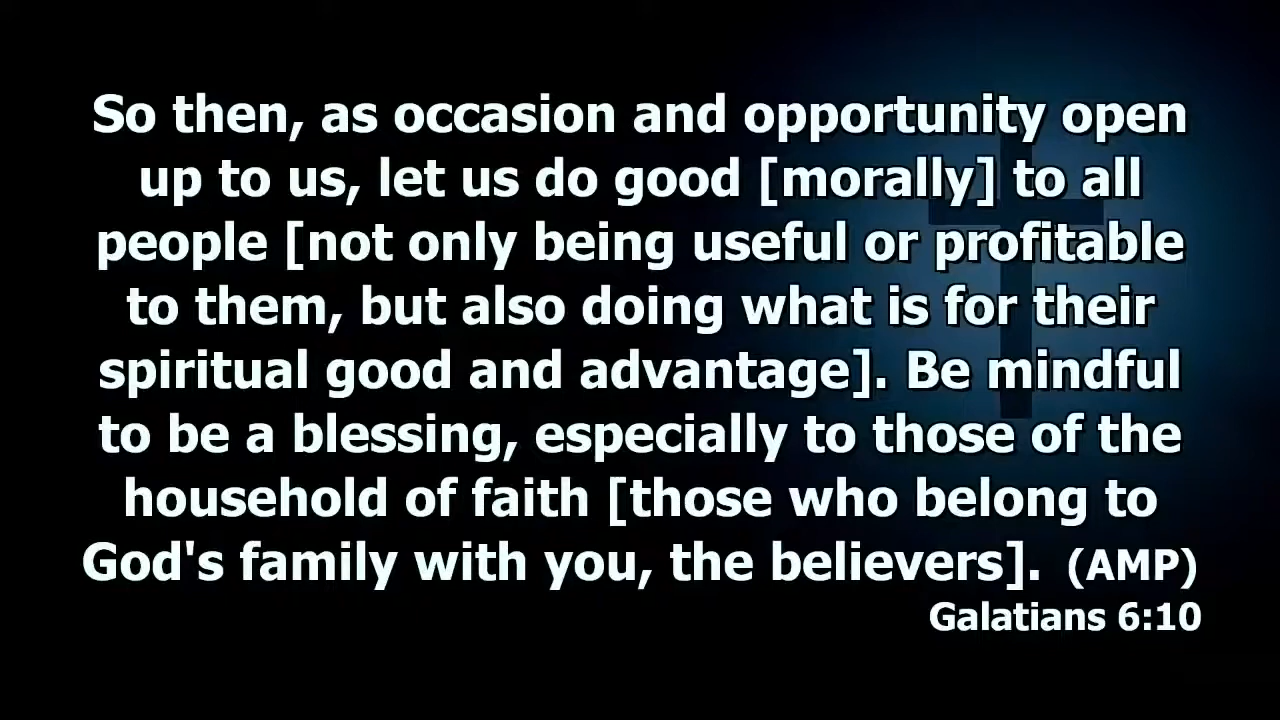 So then, as occasion and opportunity open
up to us, let us do good [morally] to all
people [not only being useful or profitable
to them, but also doing what is for their
spiritual good and advantage]. Be mindful
to be a blessing, especially to those of the
household of faith [those who belong to
God's family with you, the believers]. (AMP)
Galatians 6:10